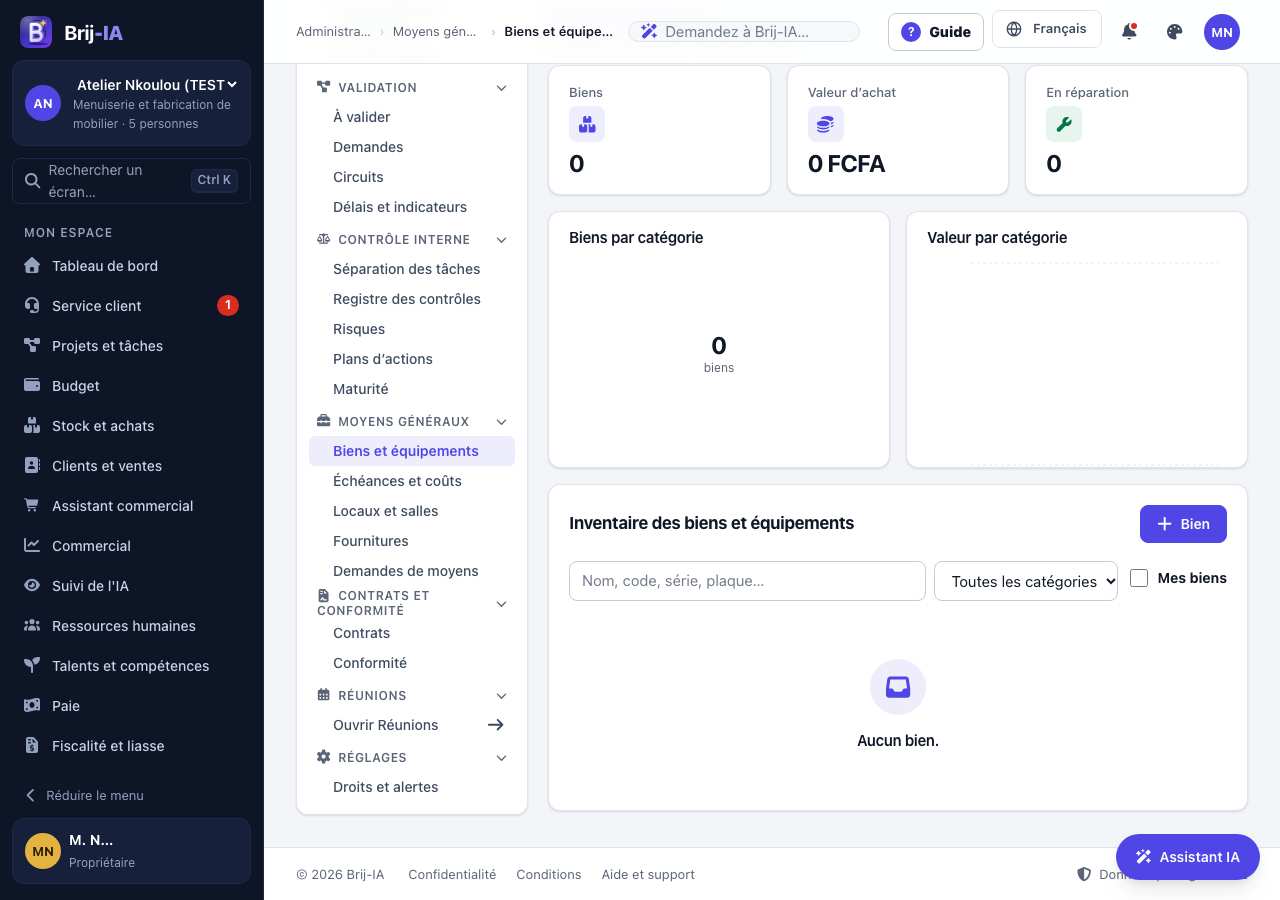 Brij-IA
AN
Atelier Nkoulou (TEST
Menuiserie et fabrication de
mobilier · 5 personnes
Rechercher un
écran...
Ctrl K
MON ESPACE
Tableau de bord
Service client
1
Projets et tâches
Budget
Stock et achats
Clients et ventes
Assistant commercial
Commercial
Suivi de l'IA
Ressources humaines
Talents et compétences
Paie
Fiscalité et liasse
Réduire le menu
MN
M. N...
Propriétaire
Administra... › Moyens gén... › Biens et équipe...
Demandez à Brij-IA...
? Guide
Français
MN
VALIDATION
À valider
Demandes
Circuits
Délais et indicateurs
CONTRÔLE INTERNE
Séparation des tâches
Registre des contrôles
Risques
Plans d'actions
Maturité
MOYENS GÉNÉRAUX
Biens et équipements
Échéances et coûts
Locaux et salles
Fournitures
Demandes de moyens
CONTRATS ET
CONFORMITÉ
Contrats
Conformité
RÉUNIONS
Ouvrir Réunions
RÉGLAGES
Droits et alertes
Biens
0
Valeur d'achat
0 FCFA
En réparation
0
Biens par catégorie
0
biens
Valeur par catégorie
Inventaire des biens et équipements
Bien
Nom, code, série, plaque...
Toutes les catégories
Mes biens
Aucun bien.
© 2026 Brij-IA
Confidentialité
Conditions
Aide et support
Assistant IA